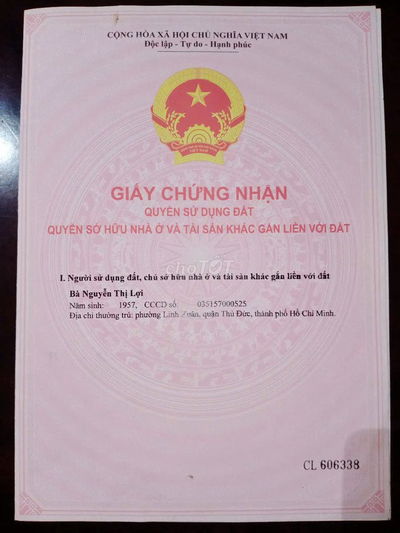 CỘNG HÒA XÃ HỘI CHỦ NGHĨA VIỆT NAM
Độc lập - Tự do - Hạnh phúc
GIẤY CHỨNG NHẬN
QUYỀN SỬ DỤNG ĐẤT
QUYỀN SỞ HỮU NHÀ Ở VÀ TÀI SẢN KHÁC GẮN LIỀN VỚI ĐẤT
choTOT
I. Người sử dụng đất, chủ sở hữu nhà ở và tài sản khác gắn liền với đất
Bà Nguyễn Thị Lợi
Năm sinh: 1957, CCCD số: 035157000525
Địa chỉ thường trú: phường Linh Xuân, quận Thủ Đức, thành phố Hồ Chí Minh.
CL 606338